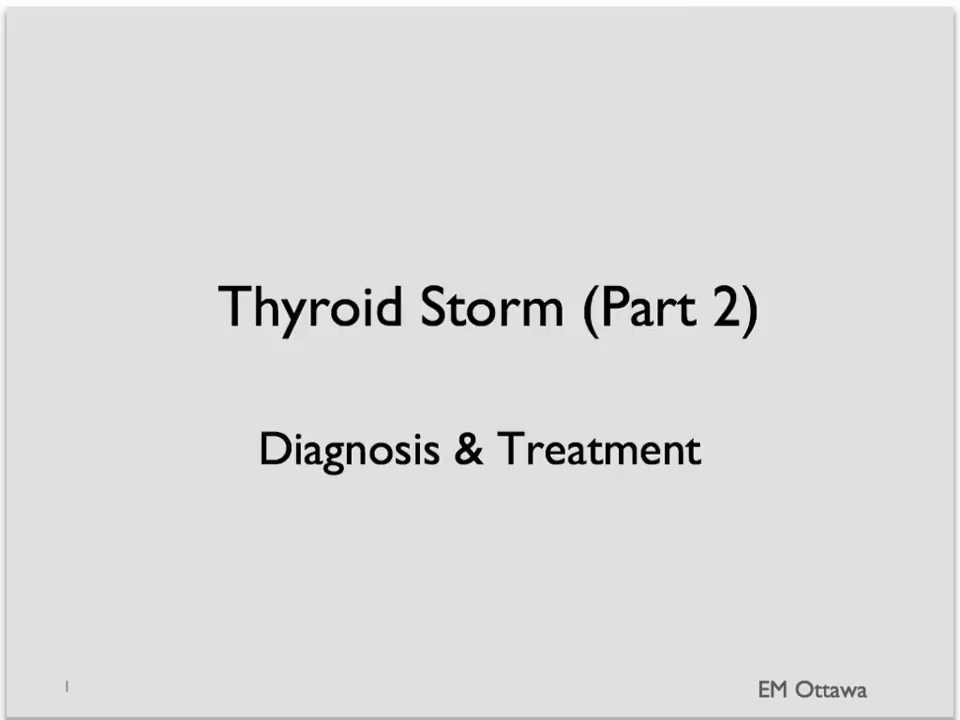 Thyroid Storm (Part 2)
Diagnosis & Treatment
1
EM Ottawa